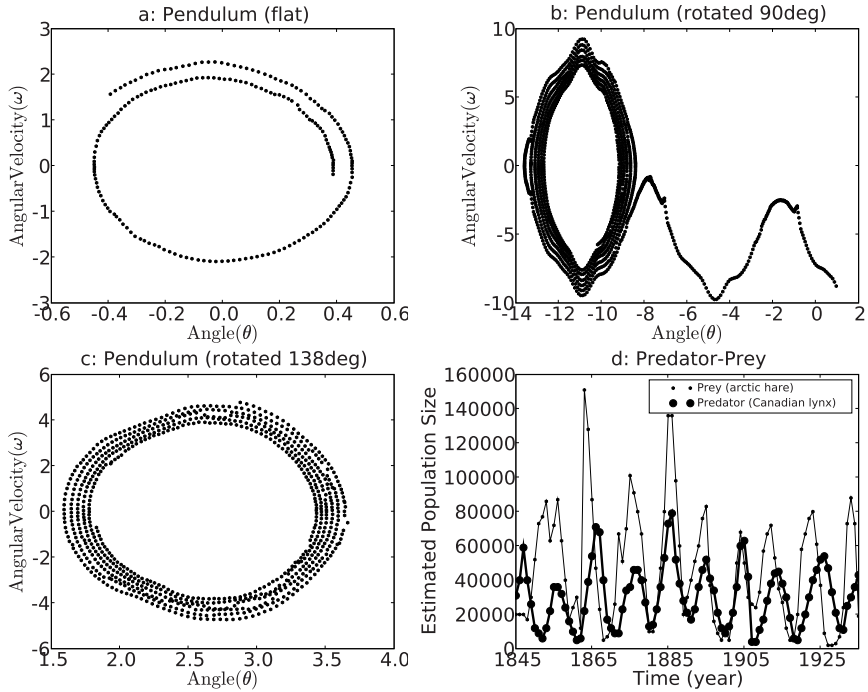 a: Pendulum (flat)
3
2
1
0
-1
-2
-3
AngularVelocity(ω)
-0.6 -0.4 -0.2 0.0 0.2 0.4 0.6
Angle(θ)
b: Pendulum (rotated 90deg)
10
5
0
-5
-10
AngularVelocity(ω)
-14 -12 -10 -8 -6 -4 -2 0 2
Angle(θ)
c: Pendulum (rotated 138deg)
6
4
2
0
-2
-4
-6
AngularVelocity(ω)
1.5 2.0 2.5 3.0 3.5 4.0
Angle(θ)
d: Predator-Prey
160000
140000
120000
100000
80000
60000
40000
20000
0
Estimated Population Size
Prey (arctic hare)
Predator (Canadian lynx)
1845 1865 1885 1905 1925
Time (year)